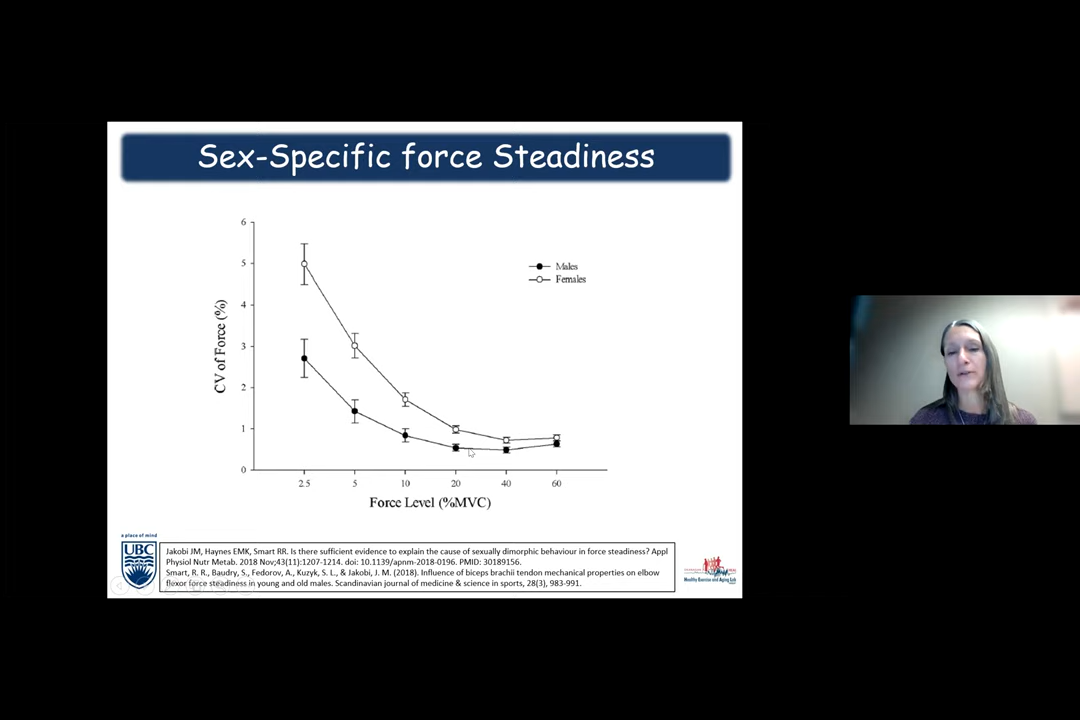 Sex-Specific force Steadiness
6
5
4
3
2
1
0
CV of Force (%)
Males
Females
2.5 5 10 20 40 60
Force Level (%MVC)
a place of mind
UBC
Jakobi JM, Haynes EMK, Smart RR. Is there sufficient evidence to explain the cause of sexually dimorphic behaviour in force steadiness? Appl
Physiol Nutr Metab. 2018 Nov;43(11):1207-1214. doi: 10.1139/apnm-2018-0196. PMID: 30189156.
Smart, R. R., Baudry, S., Fedorov, A., Kuzyk, S. L., & Jakobi, J. M. (2018). Influence of biceps brachii tendon mechanical properties on elbow
flexor force steadiness in young and old males. Scandinavian journal of medicine & science in sports, 28(3), 983-991.
Healthy Exercise and Aging Lab